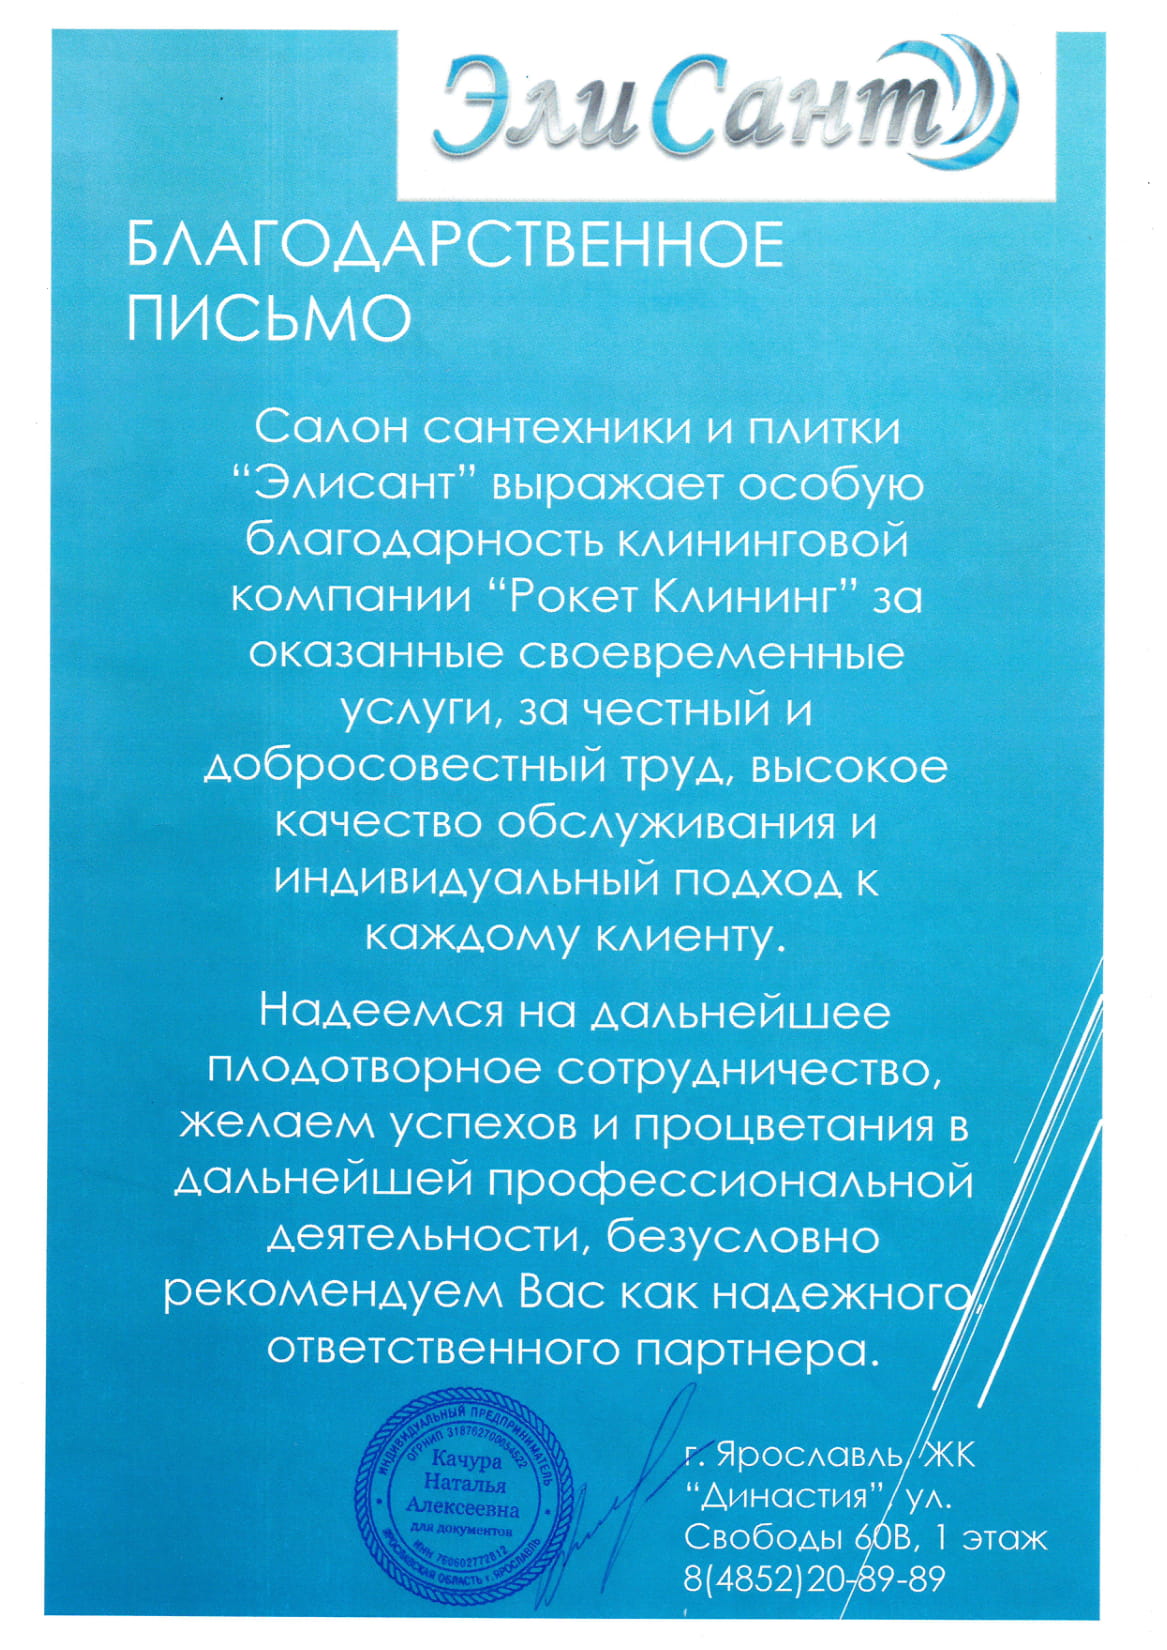 ЭлиСант
БЛАГОДАРСТВЕННОЕ
ПИСЬМО
Салон сантехники и плитки
“Элисант” выражает особую
благодарность клининговой
компании “Рокет Клининг” за
оказанные своевременные
услуги, за честный и
добросовестный труд, высокое
качество обслуживания и
индивидуальный подход к
каждому клиенту.
Надеемся на дальнейшее
плодотворное сотрудничество,
желаем успехов и процветания в
дальнейшей профессиональной
деятельности, безусловно
рекомендуем Вас как надежного,
ответственного партнера.
ИНДИВИДУАЛЬНЫЙ ПРЕДПРИНИМАТЕЛЬ
ОГРНИП 318762700054522
Качура
Наталья
Алексеевна
для документов
ИНН 760602772812
ЯРОСЛАВСКАЯ ОБЛАСТЬ г. ЯРОСЛАВЛЬ
г. Ярославль, ЖК
“Династия”, ул.
Свободы 60В, 1 этаж
8(4852)20-89-89